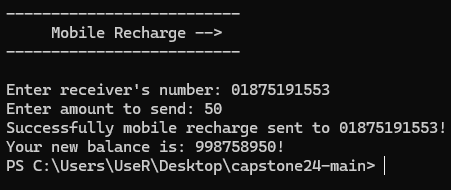 --------------------------
     Mobile Recharge -->
--------------------------
Enter receiver's number: 01875191553
Enter amount to send: 50
Successfully mobile recharge sent to 01875191553!
Your new balance is: 998758950!
PS C:\Users\UseR\Desktop\capstone24-main>